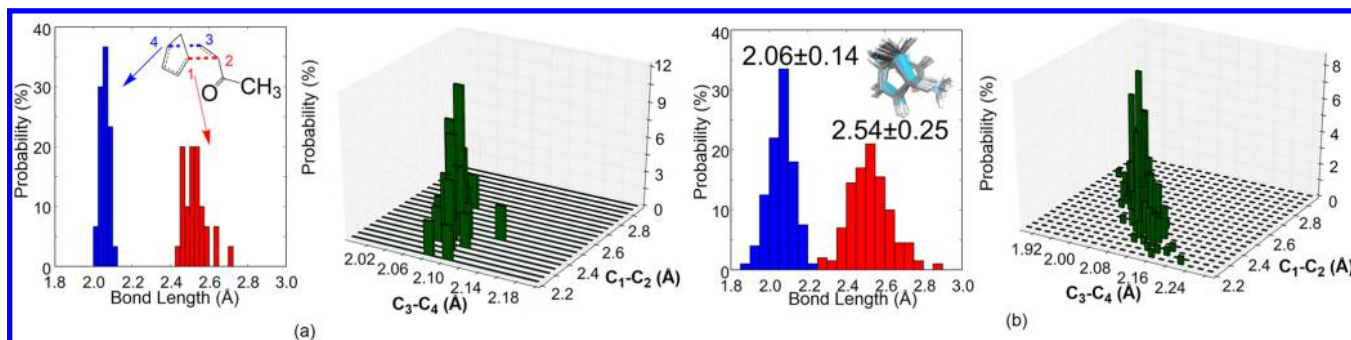 40
30
20
10
0
Probability (%)
1.8 2.0 2.2 2.4 2.6 2.8 3.0
Bond Length (Å)
4 3
1 2
O CH₃
Probability (%)
12
9
6
3
0
2.02 2.06 2.10 2.14 2.18
C₃-C₄ (Å)
2.2 2.4 2.6 2.8
C₁-C₂ (Å)
(a)
40
30
20
10
0
Probability (%)
1.8 2.0 2.2 2.4 2.6 2.8 3.0
Bond Length (Å)
2.06±0.14
2.54±0.25
Probability (%)
8
6
4
2
0
1.92 2.00 2.08 2.16 2.24
C₃-C₄ (Å)
2.2 2.4 2.6 2.8
C₁-C₂ (Å)
(b)